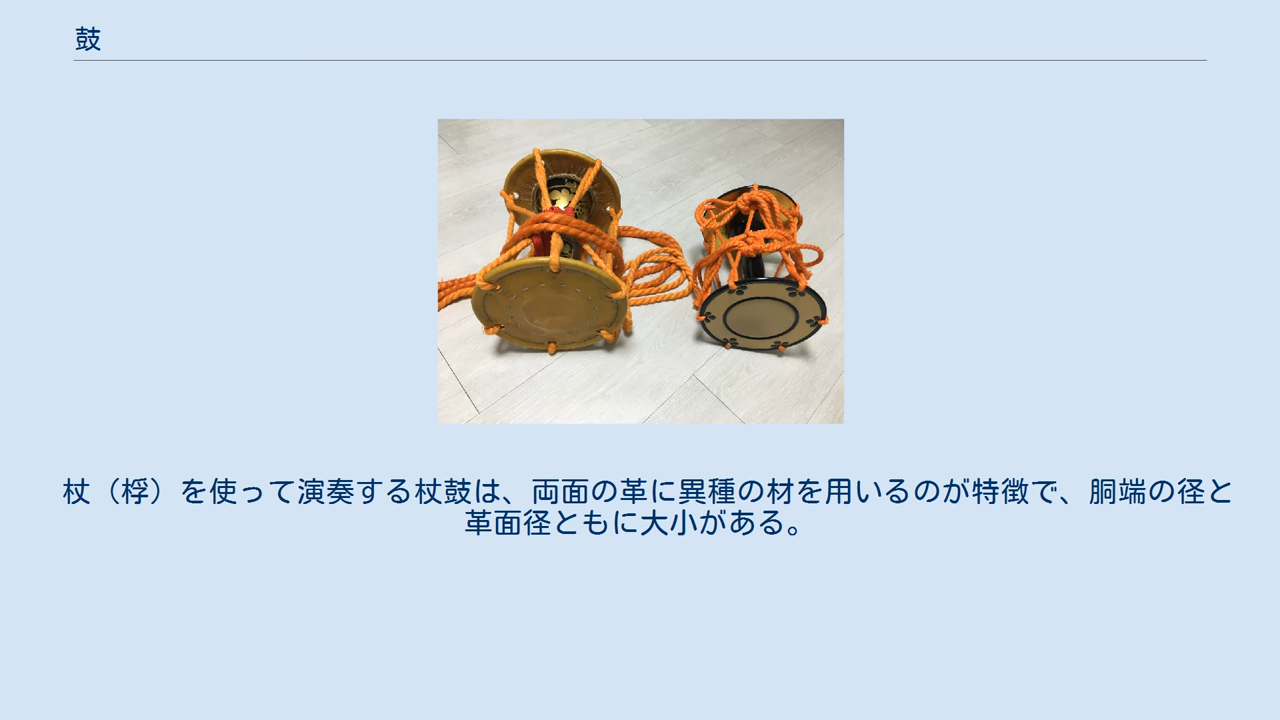 鼓
杖（桴）を使って演奏する杖鼓は、両面の革に異種の材を用いるのが特徴で、胴端の径と
革面径ともに大小がある。